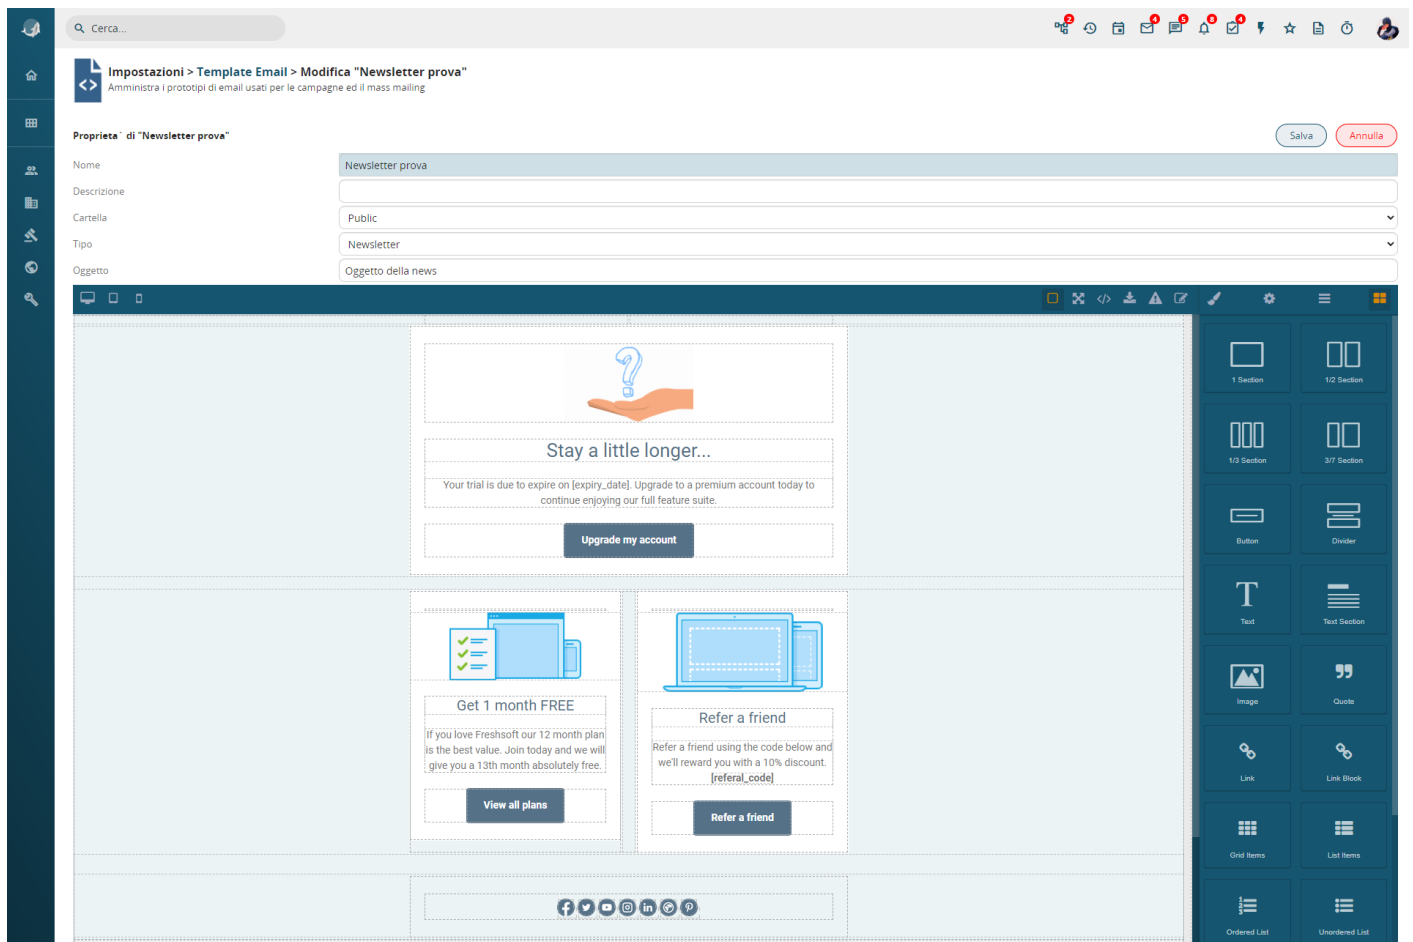 Cerca...
2
4
5
8
4
Impostazioni > Template Email > Modifica "Newsletter prova"
Amministra i prototipi di email usati per le campagne ed il mass mailing
Proprieta` di "Newsletter prova"
Salva
Annulla
Nome
Newsletter prova
Descrizione
Cartella
Public
Tipo
Newsletter
Oggetto
Oggetto della news
Stay a little longer...
Your trial is due to expire on [expiry_date]. Upgrade to a premium account today to
continue enjoying our full feature suite.
Upgrade my account
Get 1 month FREE
If you love Freshsoft our 12 month plan
is the best value. Join today and we will
give you a 13th month absolutely free.
View all plans
Refer a friend
Refer a friend using the code below and
we'll reward you with a 10% discount.
[referal_code]
Refer a friend
1 Section
1/2 Section
1/3 Section
3/7 Section
Button
Divider
Text
Text Section
Image
Quote
Link
Link Block
Grid Items
List Items
Ordered List
Unordered List